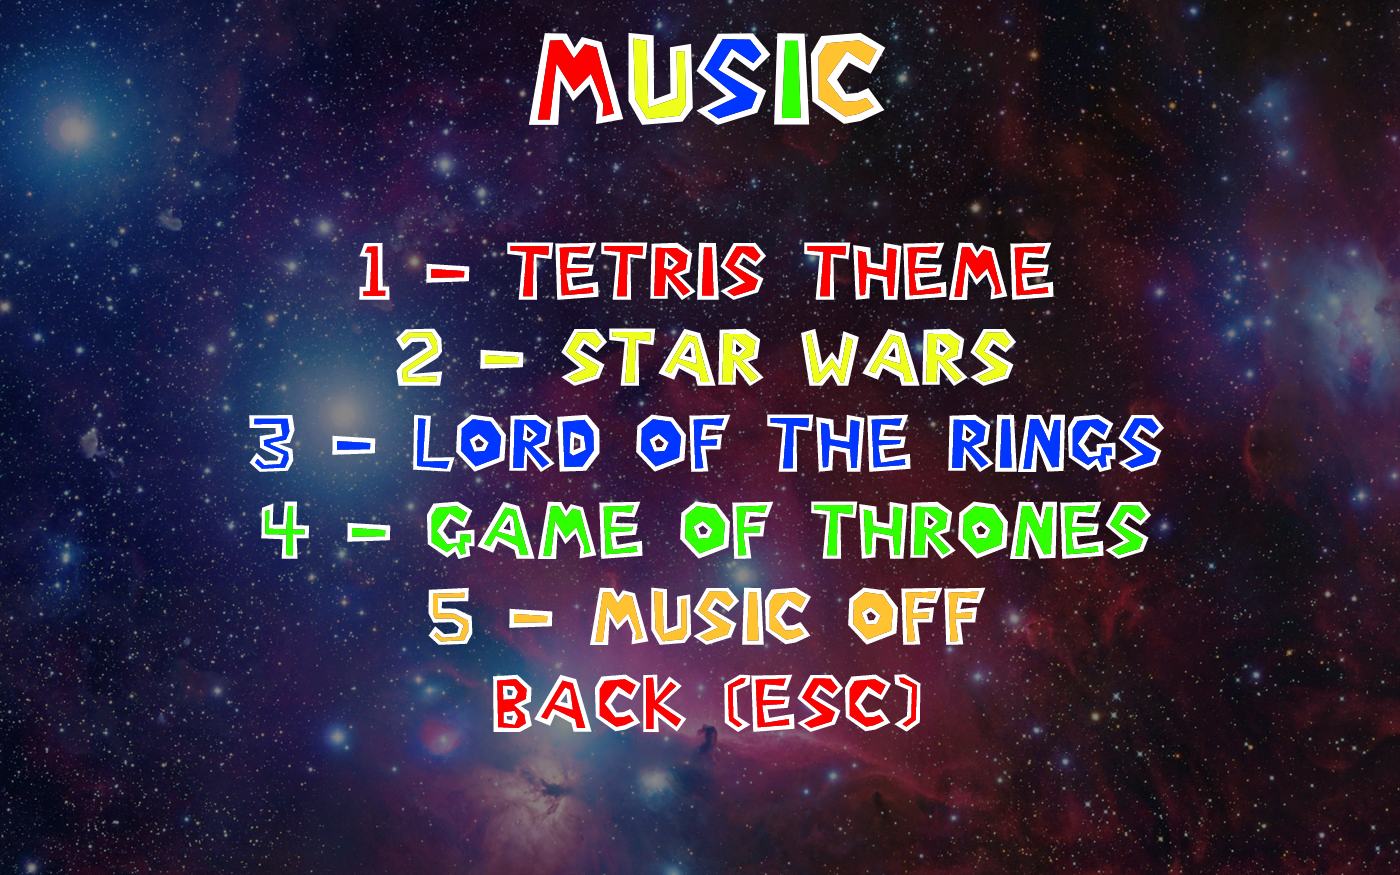 MUSIC
1 - TETRIS THEME
2 - STAR WARS
3 - LORD OF THE RINGS
4 - GAME OF THRONES
5 - MUSIC OFF
BACK (ESC)